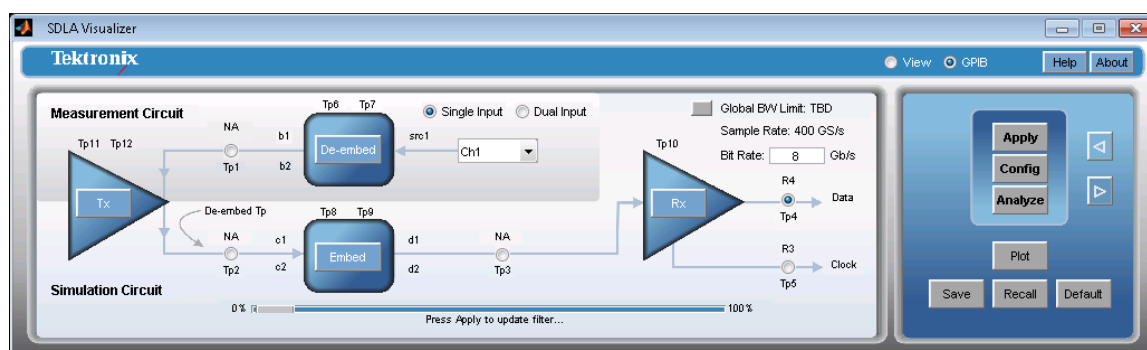 SDLA Visualizer
Tektronix
View GPIB Help About
Measurement Circuit
Tp6 Tp7
Single Input Dual Input
Global BW Limit: TBD
Sample Rate: 400 GS/s
Bit Rate: 8 Gb/s
Tp11 Tp12
NA
Tp1
b1
b2
De-embed
src1
Ch1
Tp10
R4
Tp4
Data
Tx
De-embed Tp
Tp8 Tp9
Rx
NA
Tp2
c1
c2
Embed
d1
d2
NA
Tp3
R3
Tp5
Clock
Simulation Circuit
0% 100%
Press Apply to update filter...
Apply
Config
Analyze
Plot
Save Recall Default